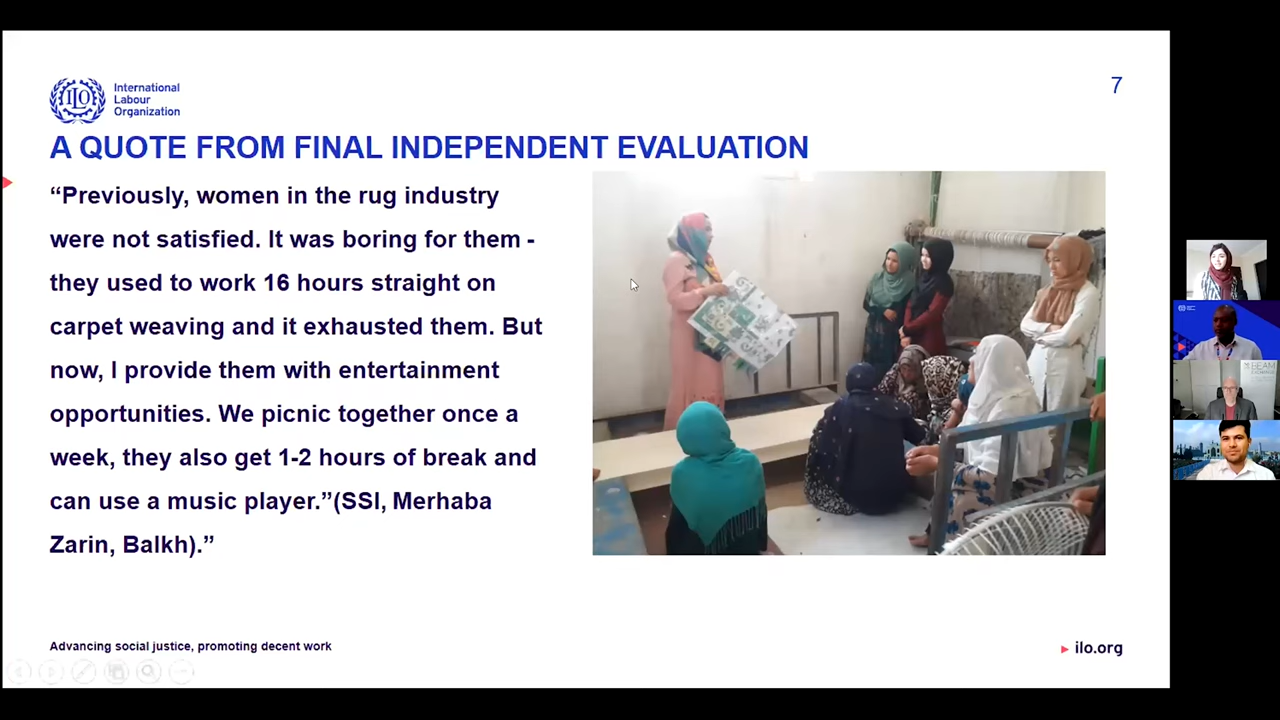 7
International
Labour
Organization
A QUOTE FROM FINAL INDEPENDENT EVALUATION
“Previously, women in the rug industry
were not satisfied. It was boring for them -
they used to work 16 hours straight on
carpet weaving and it exhausted them. But
now, I provide them with entertainment
opportunities. We picnic together once a
week, they also get 1-2 hours of break and
can use a music player.”(SSI, Merhaba
Zarin, Balkh).”
Advancing social justice, promoting decent work
ilo.org
BEAM